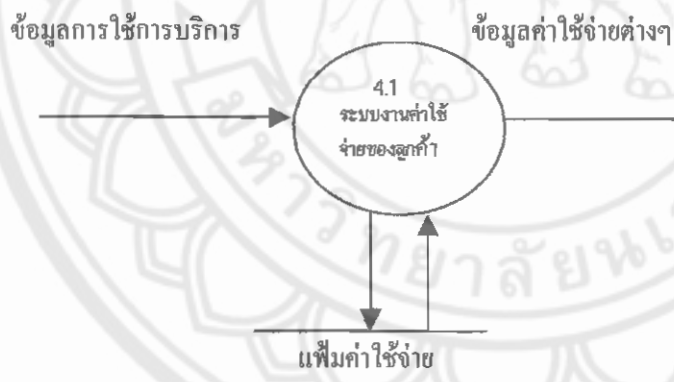 ข้อมูลการใช้การบริการ
ข้อมูลค่าใช้จ่ายต่างๆ
4.1
ระบบงานค่าใช้
จ่ายของลูกค้า
แฟ้มค่าใช้จ่าย